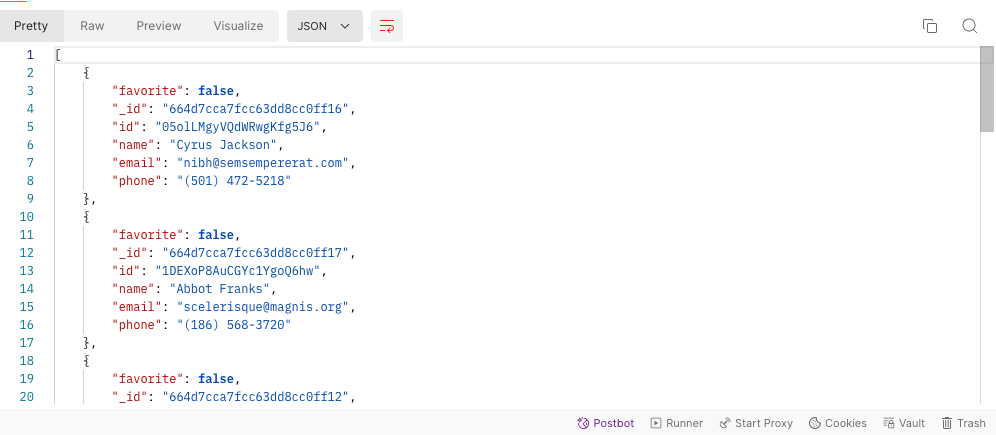 Pretty Raw Preview Visualize JSON
1 [
2 {
3 "favorite": false,
4 "_id": "664d7cca7fcc63dd8cc0ff16",
5 "id": "05olLMgyVQdWRwgKfg5J6",
6 "name": "Cyrus Jackson",
7 "email": "nibh@semsempererat.com",
8 "phone": "(501) 472-5218"
9 },
10 {
11 "favorite": false,
12 "_id": "664d7cca7fcc63dd8cc0ff17",
13 "id": "1DEXoP8AuCGYc1YgoQ6hw",
14 "name": "Abbot Franks",
15 "email": "scelerisque@magnis.org",
16 "phone": "(186) 568-3720"
17 },
18 {
19 "favorite": false,
20 "_id": "664d7cca7fcc63dd8cc0ff12",
Postbot Runner Start Proxy Cookies Vault Trash